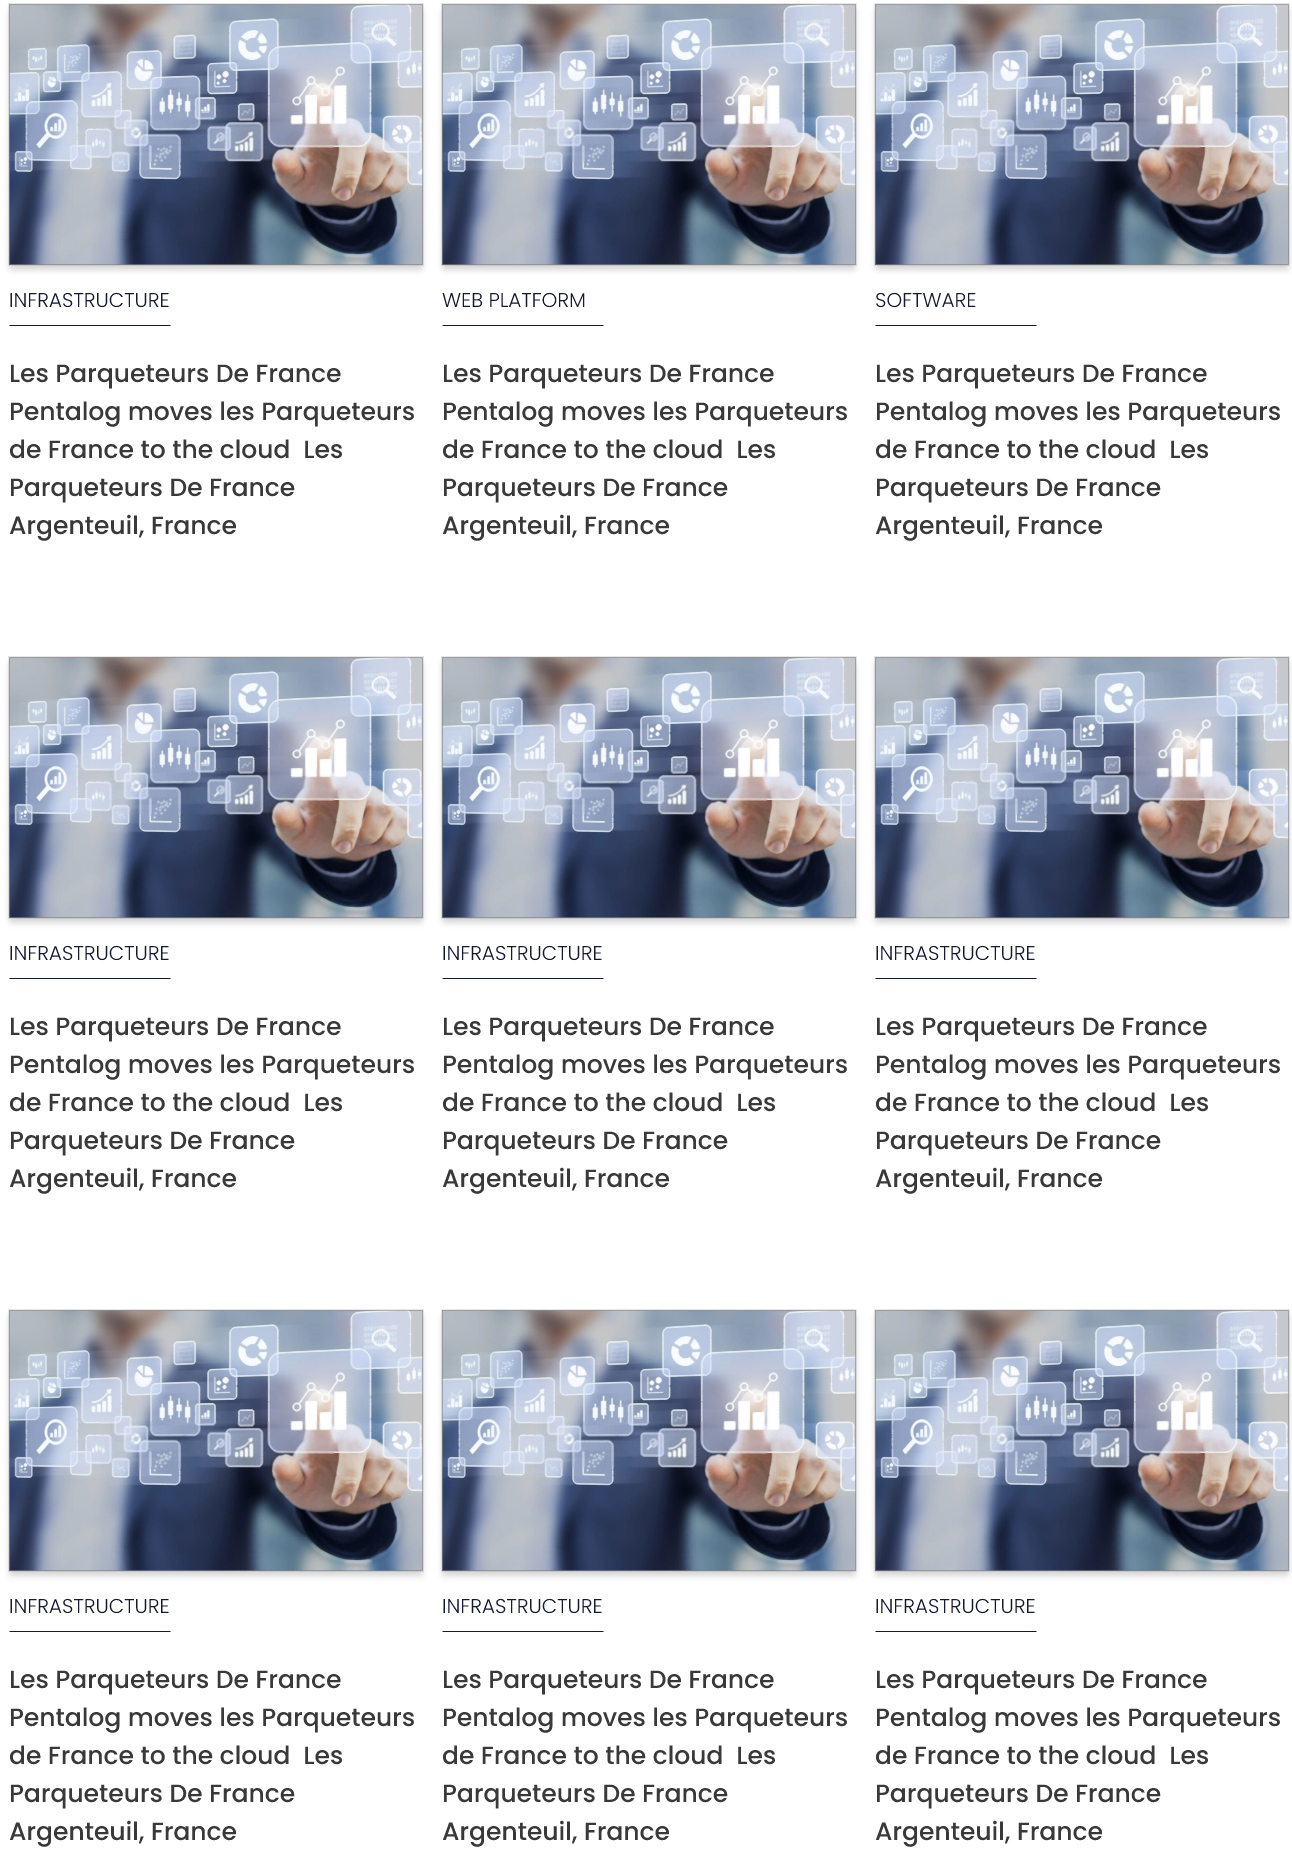 INFRASTRUCTURE
Les Parqueteurs De France
Pentalog moves les Parqueteurs
de France to the cloud  Les
Parqueteurs De France
Argenteuil, France
WEB PLATFORM
Les Parqueteurs De France
Pentalog moves les Parqueteurs
de France to the cloud  Les
Parqueteurs De France
Argenteuil, France
SOFTWARE
Les Parqueteurs De France
Pentalog moves les Parqueteurs
de France to the cloud  Les
Parqueteurs De France
Argenteuil, France
INFRASTRUCTURE
Les Parqueteurs De France
Pentalog moves les Parqueteurs
de France to the cloud  Les
Parqueteurs De France
Argenteuil, France
INFRASTRUCTURE
Les Parqueteurs De France
Pentalog moves les Parqueteurs
de France to the cloud  Les
Parqueteurs De France
Argenteuil, France
INFRASTRUCTURE
Les Parqueteurs De France
Pentalog moves les Parqueteurs
de France to the cloud  Les
Parqueteurs De France
Argenteuil, France
INFRASTRUCTURE
Les Parqueteurs De France
Pentalog moves les Parqueteurs
de France to the cloud  Les
Parqueteurs De France
Argenteuil, France
INFRASTRUCTURE
Les Parqueteurs De France
Pentalog moves les Parqueteurs
de France to the cloud  Les
Parqueteurs De France
Argenteuil, France
INFRASTRUCTURE
Les Parqueteurs De France
Pentalog moves les Parqueteurs
de France to the cloud  Les
Parqueteurs De France
Argenteuil, France